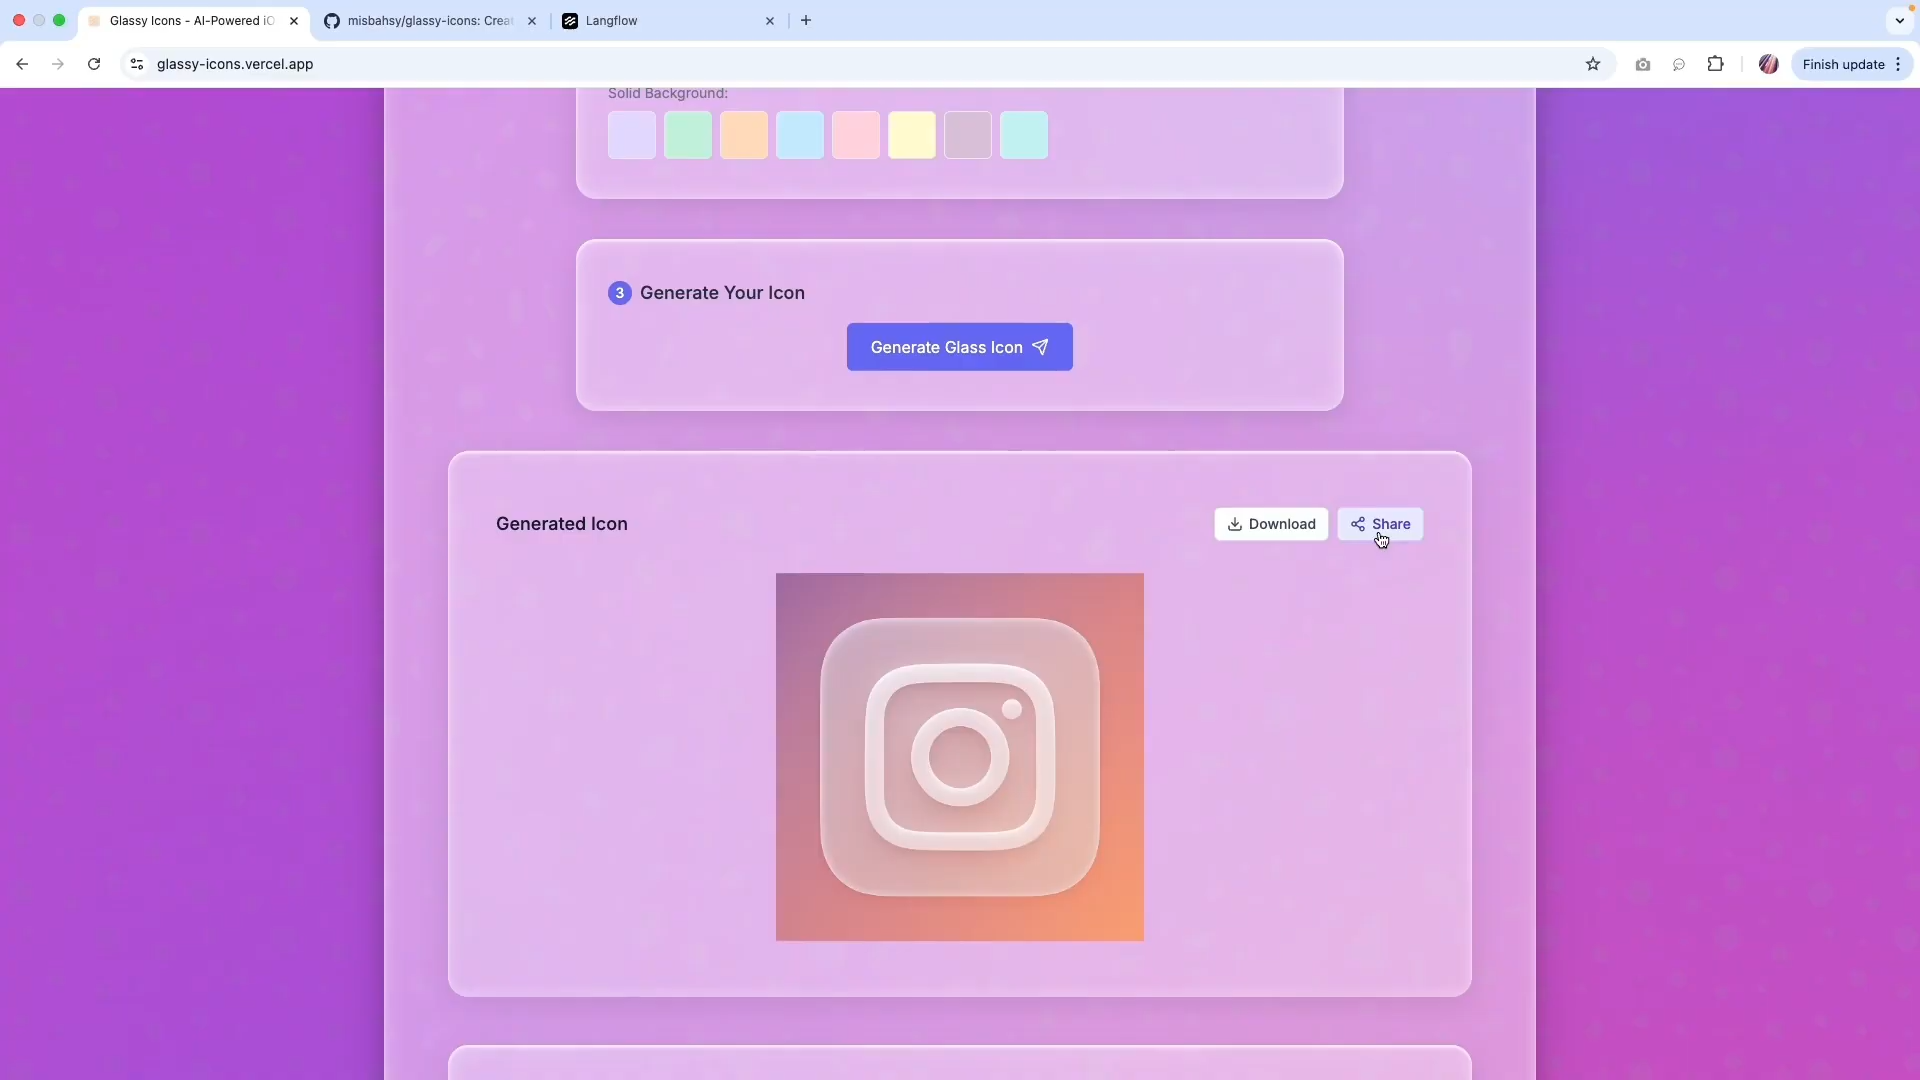 Glassy Icons - AI-Powered iO
misbahsy/glassy-icons: Creat
Langflow
glassy-icons.vercel.app
Finish update
Solid Background:
3 Generate Your Icon
Generate Glass Icon
Generated Icon
Download
Share